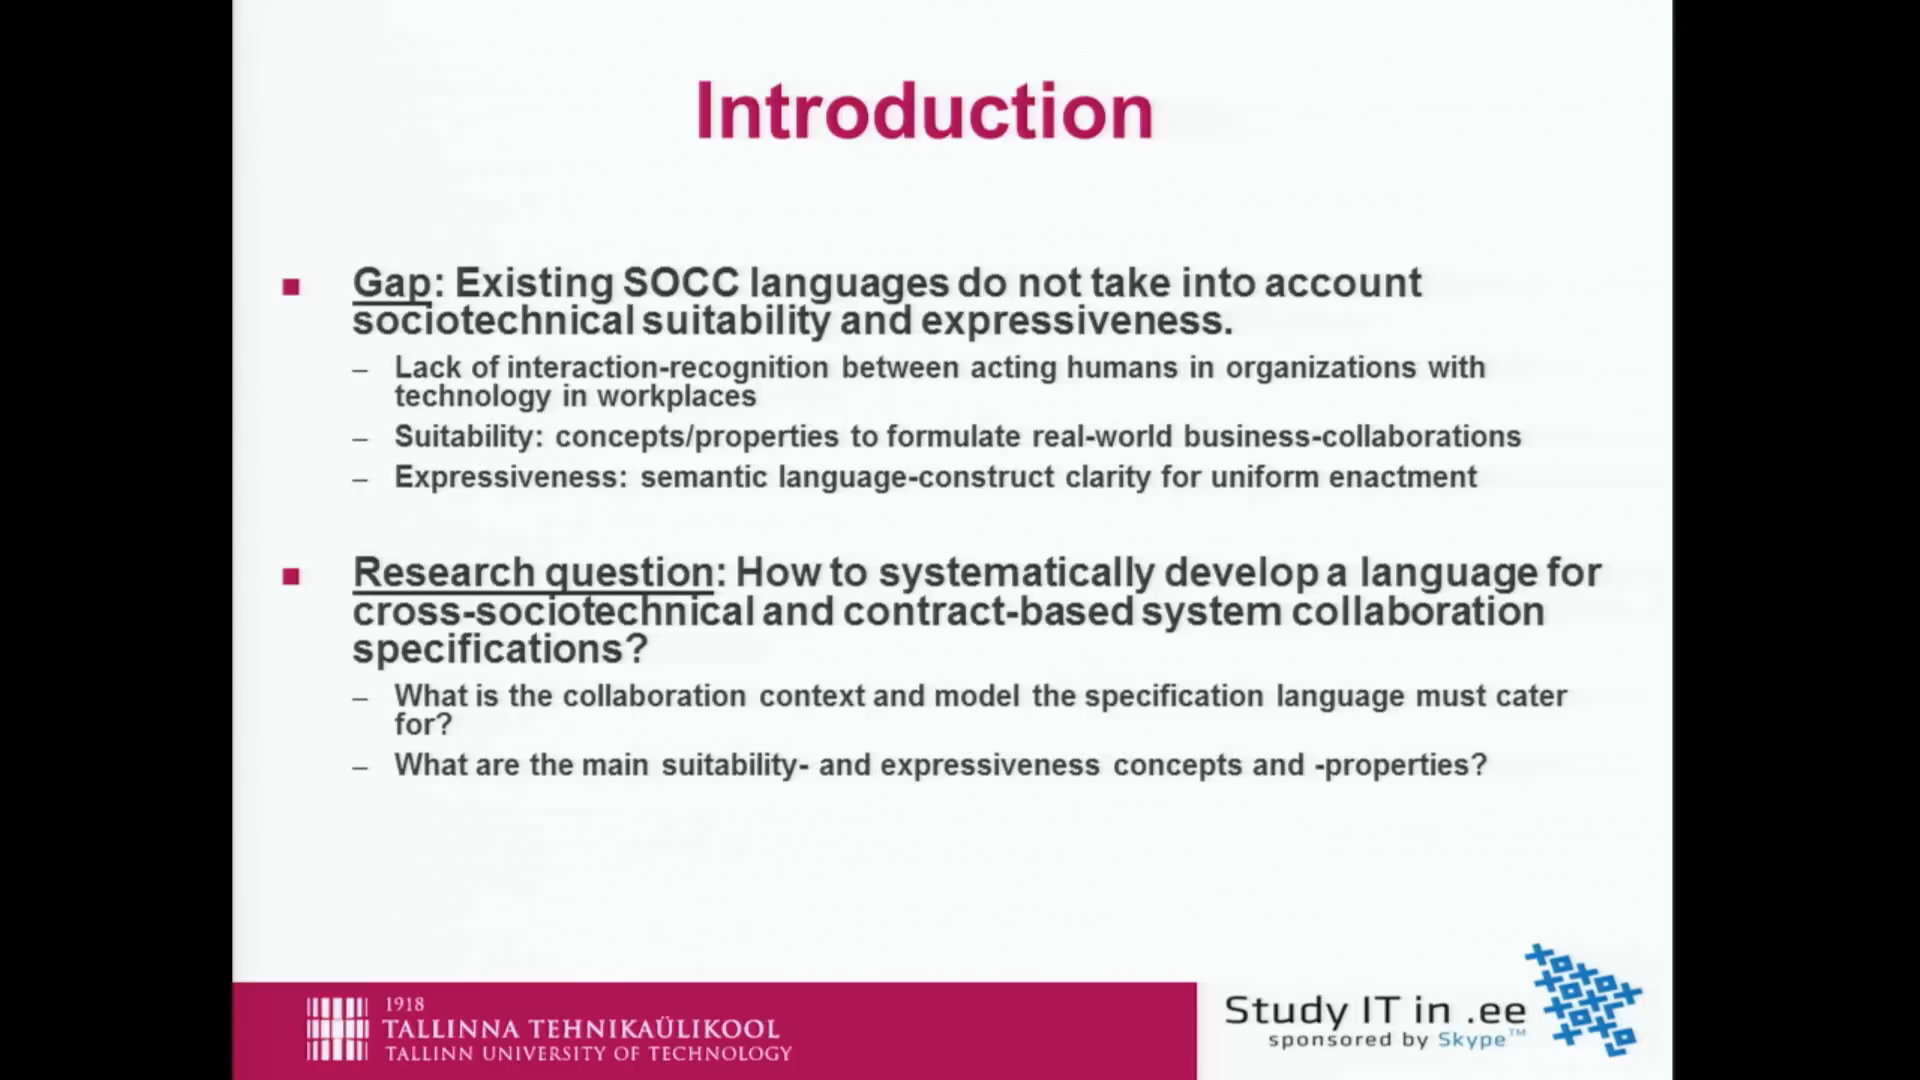 Introduction
Gap: Existing SOCC languages do not take into account
sociotechnical suitability and expressiveness.
– Lack of interaction-recognition between acting humans in organizations with
technology in workplaces
– Suitability: concepts/properties to formulate real-world business-collaborations
– Expressiveness: semantic language-construct clarity for uniform enactment
Research question: How to systematically develop a language for
cross-sociotechnical and contract-based system collaboration
specifications?
– What is the collaboration context and model the specification language must cater
for?
– What are the main suitability- and expressiveness concepts and -properties?
1918
TALLINNA TEHNIKAÜLIKOOL
TALLINN UNIVERSITY OF TECHNOLOGY
Study IT in .ee
sponsored by Skype™